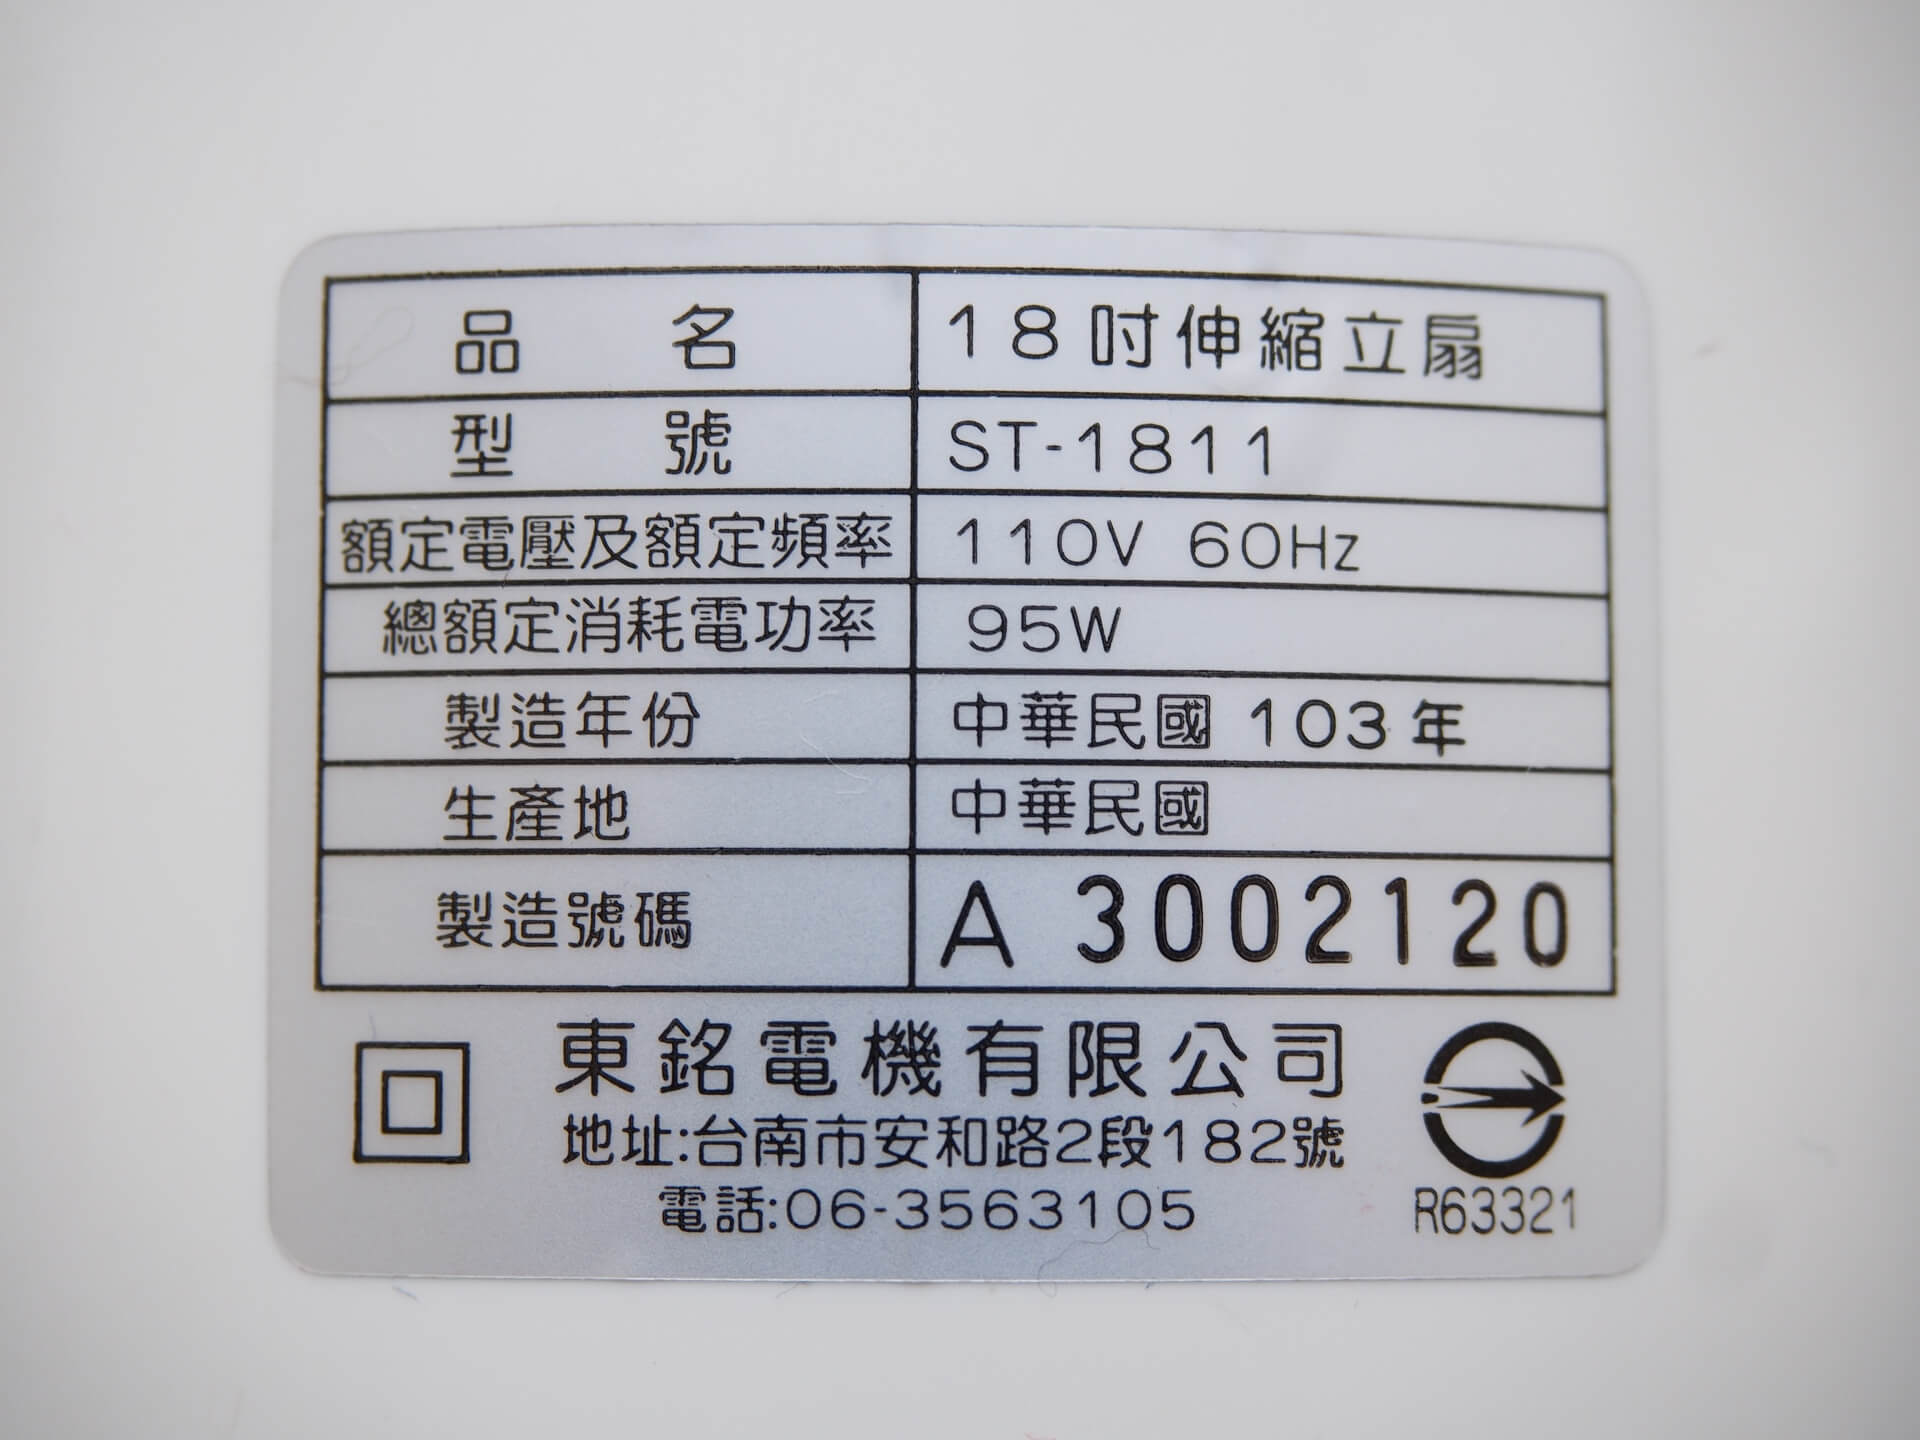 品名 18吋伸縮立扇
型號 ST-1811
額定電壓及額定頻率 110V 60Hz
總額定消耗電功率 95W
製造年份 中華民國 103年
生產地 中華民國
製造號碼 A 3002120
東銘電機有限公司
地址:台南市安和路2段182號
電話:06-3563105
R63321